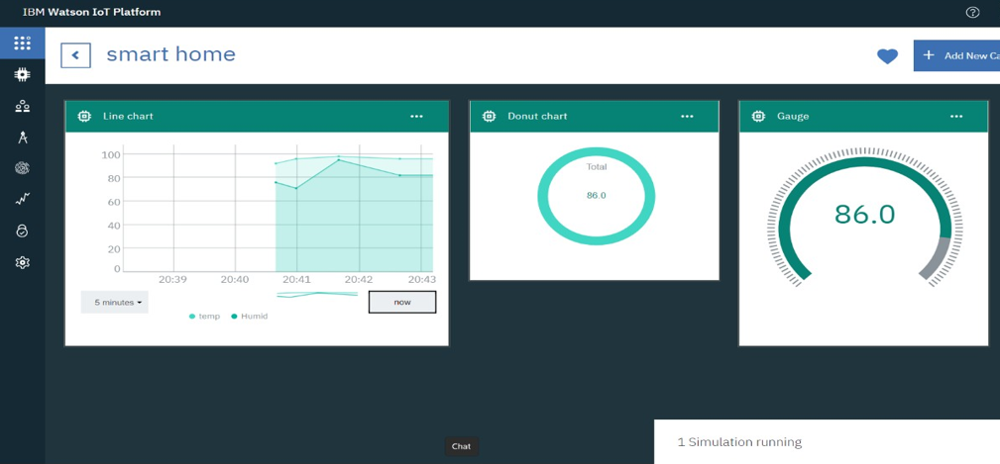 IBM Watson IoT Platform
smart home
+ Add New Ca
Line chart
100
80
60
40
20
0
20:39 20:40 20:41 20:42 20:43
5 minutes
now
temp Humid
Donut chart
Total
86.0
Gauge
86.0
Chat
1 Simulation running